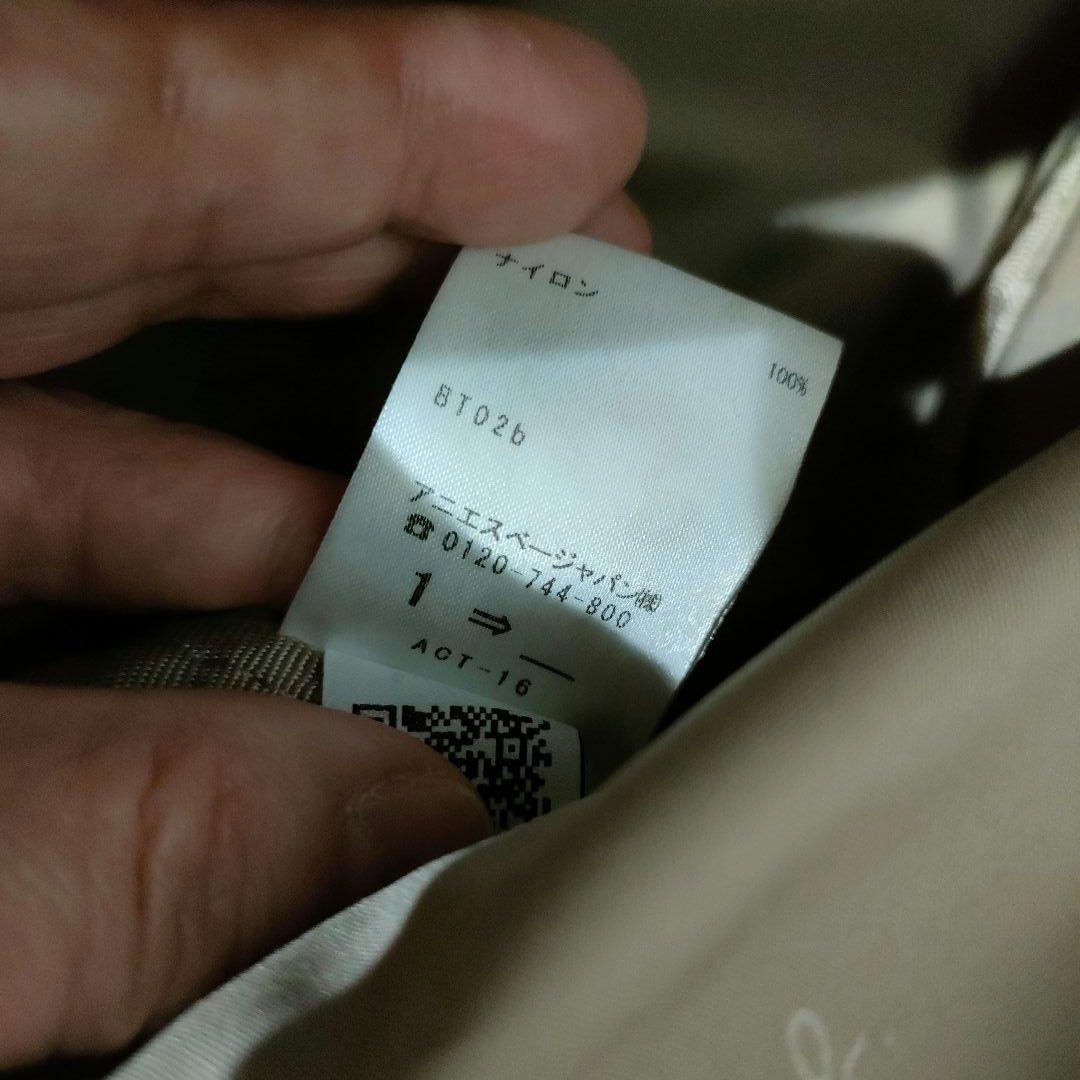 ナイロン
100%
BT02b
アニエスベージャパン㈱
☎0120-744-800
1 ⇒ —
ACT-16